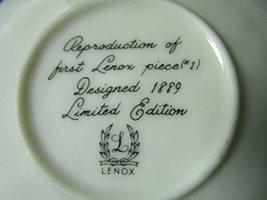 Reproduction of
first Lenox piece(#1)
Designed 1889
Limited Edition
L
LENOX